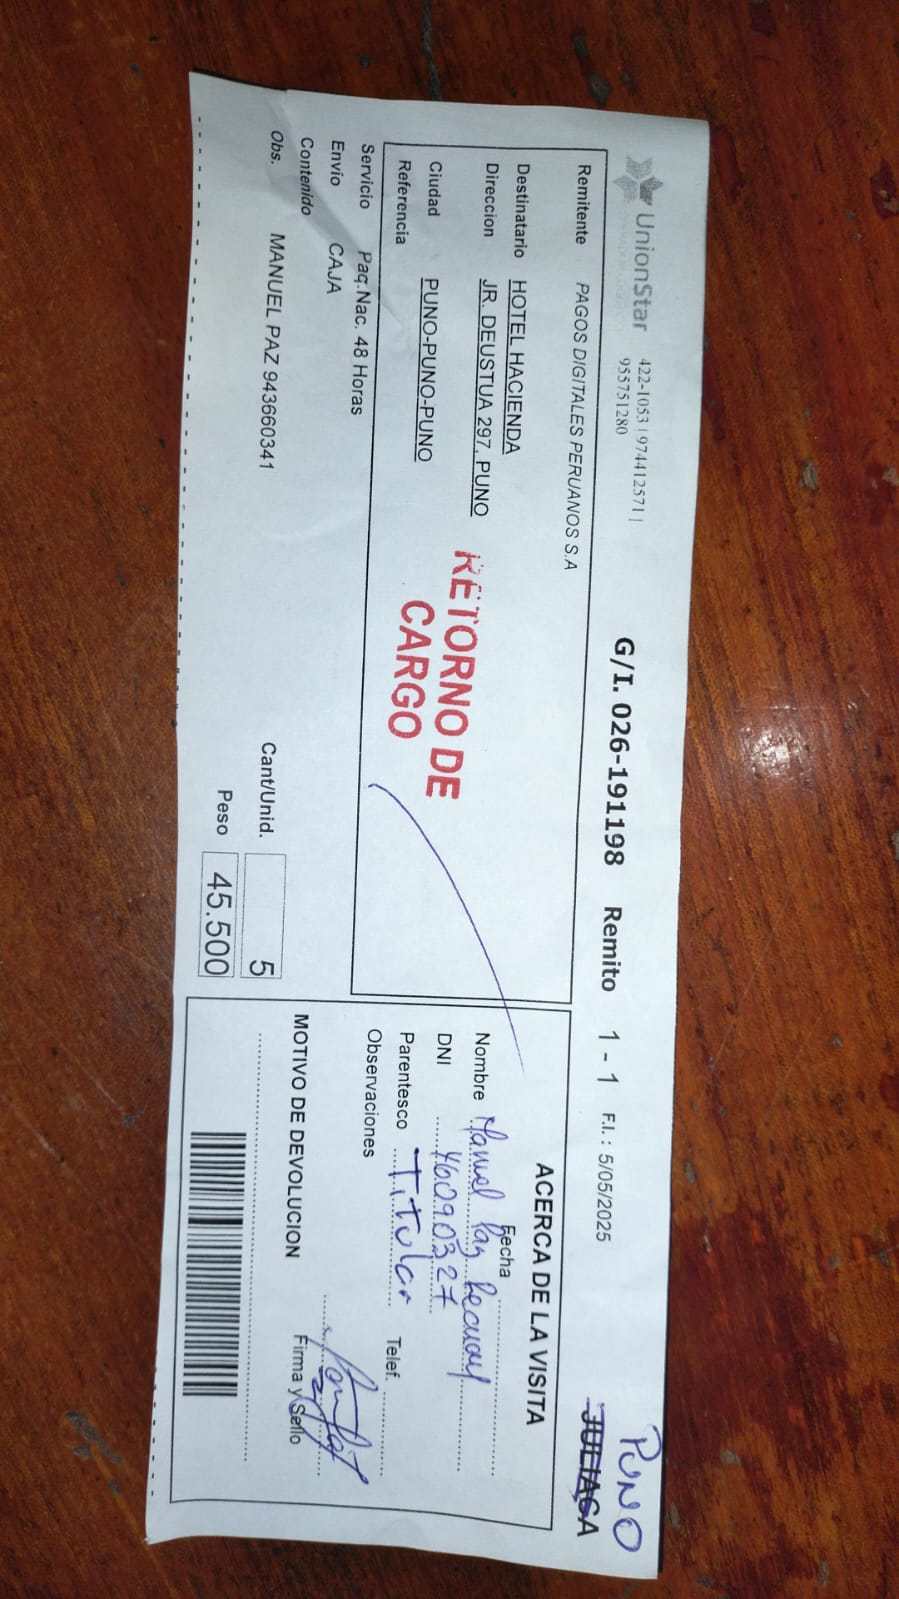 UnionStar 422-1053 | 974412571 |
955751280
G/I. 026-191198 Remito 1 - 1 F.I.: 5/05/2025
PUNO
JULIACA
Remitente PAGOS DIGITALES PERUANOS S.A
Destinatario HOTEL HACIENDA
Direccion JR. DEUSTUA 297, PUNO
Ciudad PUNO-PUNO-PUNO
Referencia
RETORNO DE
CARGO
Servicio Paq.Nac. 48 Horas
Envio CAJA
Contenido
Obs. MANUEL PAZ 943660341
Cant/Unid. 5
Peso 45.500
ACERCA DE LA VISITA
Fecha
Nombre Manuel Paz Recuay
DNI 46090327
Parentesco Titular Telef.
Observaciones
Firma y Sello
MOTIVO DE DEVOLUCION